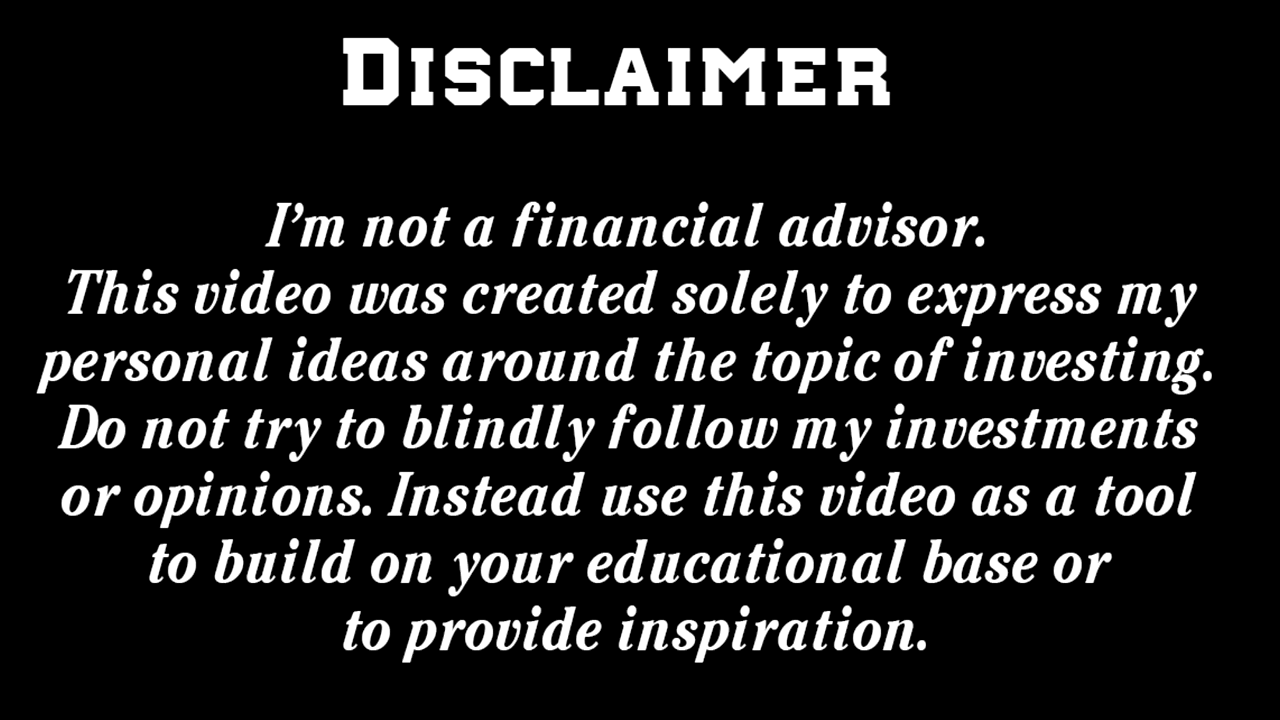 DISCLAIMER
I'm not a financial advisor.
This video was created solely to express my
personal ideas around the topic of investing.
Do not try to blindly follow my investments
or opinions. Instead use this video as a tool
to build on your educational base or
to provide inspiration.